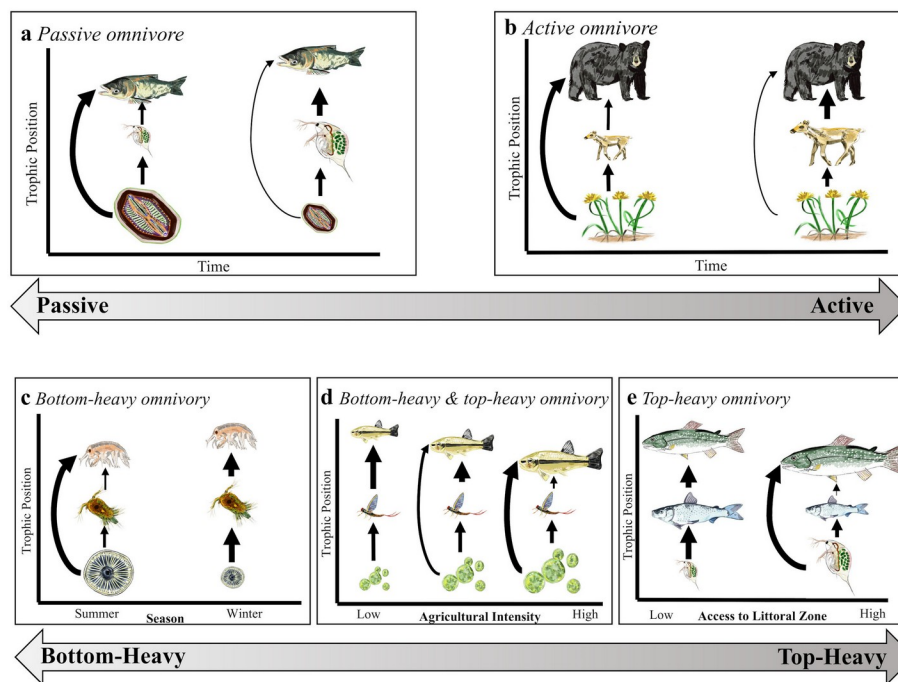 a Passive omnivore
Trophic Position
Time
b Active omnivore
Trophic Position
Time
Passive
Active
c Bottom-heavy omnivory
Trophic Position
Summer
Season
Winter
d Bottom-heavy & top-heavy omnivory
Trophic Position
Low
Agricultural Intensity
High
e Top-heavy omnivory
Trophic Position
Low
Access to Littoral Zone
High
Bottom-Heavy
Top-Heavy